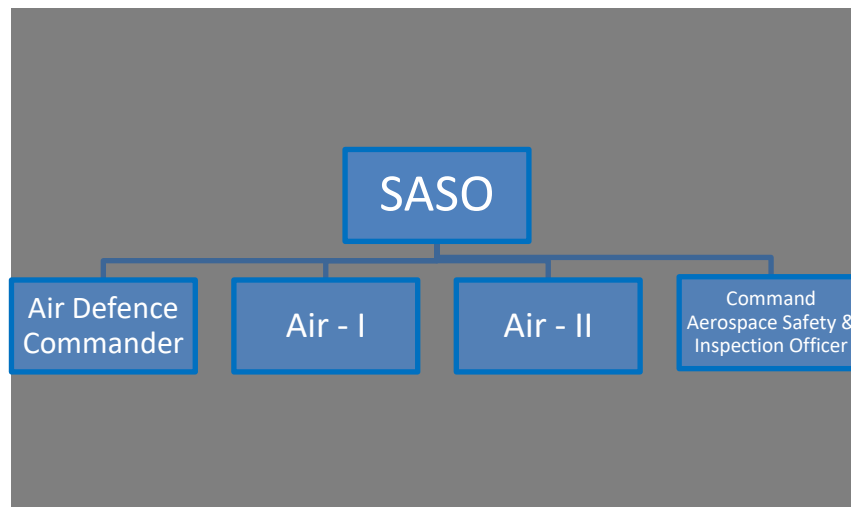 SASO
Air Defence
Commander
Air - I
Air - II
Command
Aerospace Safety &
Inspection Officer